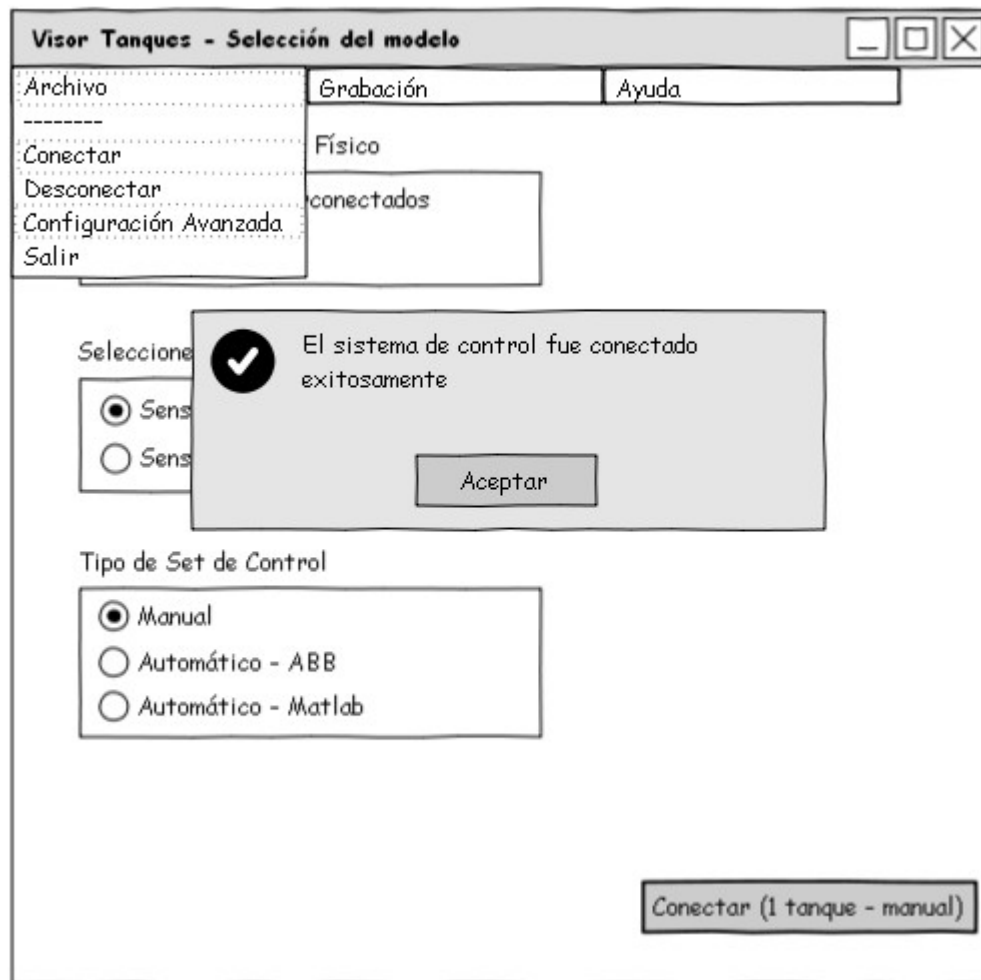 Visor Tanques - Selección del modelo
Archivo
Grabación
Ayuda
--------
Conectar
Desconectar
Configuración Avanzada
Salir
Físico
conectados
Seleccione
Sens
Sens
El sistema de control fue conectado
exitosamente
Aceptar
Tipo de Set de Control
Manual
Automático - ABB
Automático - Matlab
Conectar (1 tanque - manual)